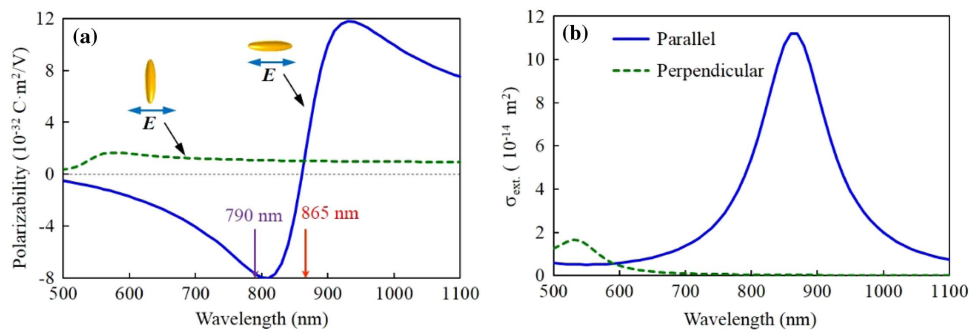 (a)
E
E
790 nm
865 nm
Polarizability (10⁻³² C·m²/V)
12
8
4
0
-4
-8
500 600 700 800 900 1000 1100
Wavelength (nm)
(b)
Parallel
Perpendicular
σext. ( 10⁻¹⁴ m²)
12
10
8
6
4
2
0
500 600 700 800 900 1000 1100
Wavelength (nm)